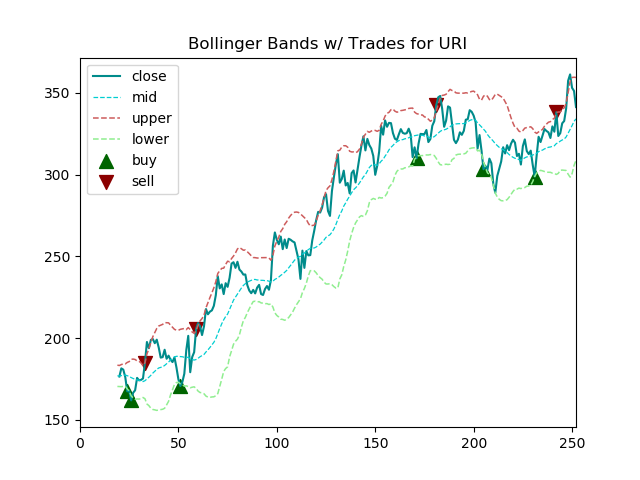 Bollinger Bands w/ Trades for URI
close
mid
upper
lower
buy
sell
350
300
250
200
150
0 50 100 150 200 250